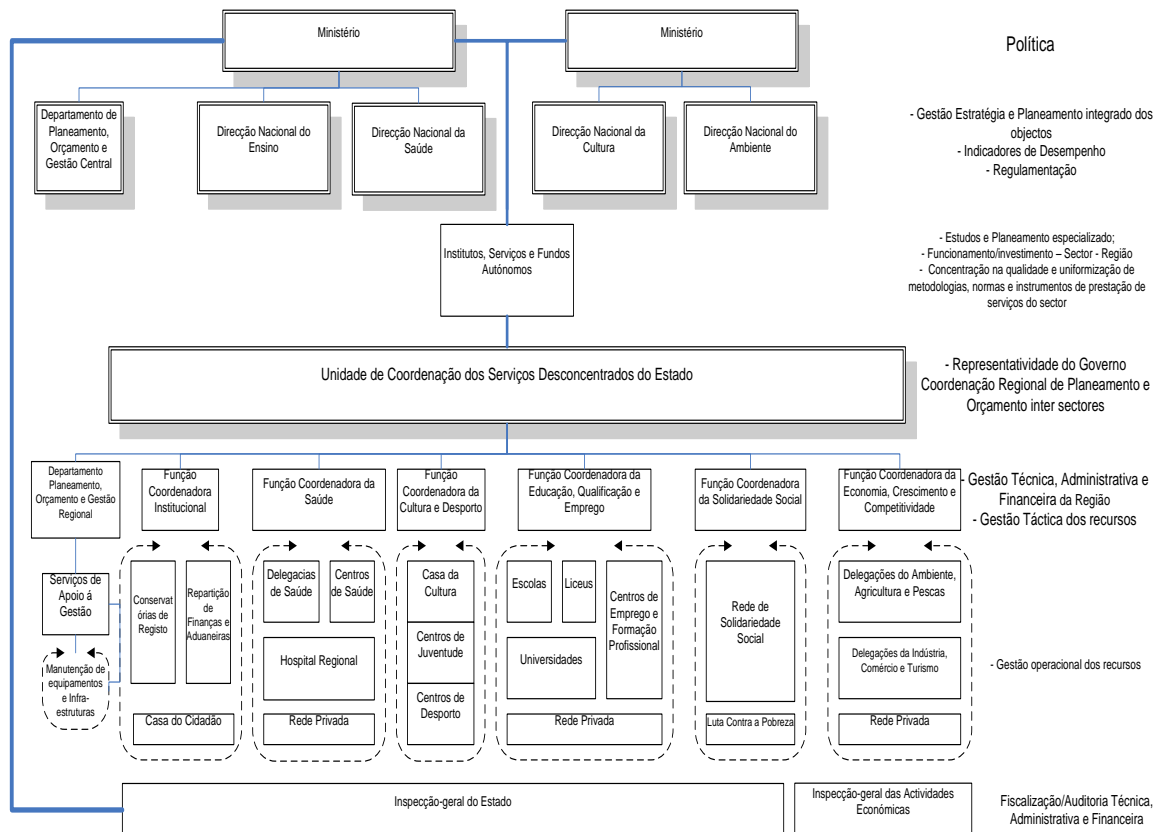 Ministério
Ministério
Política
Departamento de
Planeamento,
Orçamento e
Gestão Central
Direcção Nacional do
Ensino
Direcção Nacional da
Saúde
Direcção Nacional da
Cultura
Direcção Nacional do
Ambiente
- Gestão Estratégia e Planeamento integrado dos
objectos
- Indicadores de Desempenho
- Regulamentação
Institutos, Serviços e Fundos
Autónomos
- Estudos e Planeamento especializado;
- Funcionamento/investimento – Sector - Região
- Concentração na qualidade e uniformização de
metodologias, normas e instrumentos de prestação de
serviços do sector
Unidade de Coordenação dos Serviços Desconcentrados do Estado
- Representatividade do Governo
Coordenação Regional de Planeamento e
Orçamento inter sectores
Departamento
Planeamento,
Orçamento e Gestão
Regional
Função
Coordenadora
Institucional
Função Coordenadora da
Saúde
Função
Coordenadora da
Cultura e Desporto
Função Coordenadora da
Educação, Qualificação e
Emprego
Função Coordenadora
da Solidariedade Social
Função Coordenadora da
Economia, Crescimento e
Competitividade
- Gestão Técnica, Administrativa e
Financeira da Região
- Gestão Táctica dos recursos
Serviços de
Apoio á
Gestão
Manutenção de
equipamentos
e Infra-
estruturas
Conservat
órias de
Registo
Repartição
de
Finanças e
Aduaneiras
Casa do Cidadão
Delegacias
de Saúde
Centros
de Saúde
Hospital Regional
Rede Privada
Casa da
Cultura
Centros de
Juventude
Centros de
Desporto
Escolas
Liceus
Universidades
Centros de
Emprego e
Formação
Profissional
Rede Privada
Rede de
Solidariedade
Social
Luta Contra a Pobreza
Delegações do Ambiente,
Agricultura e Pescas
Delegações da Indústria,
Comércio e Turismo
Rede Privada
- Gestão operacional dos recursos
Inspecção-geral do Estado
Inspecção-geral das Actividades
Económicas
Fiscalização/Auditoria Técnica,
Administrativa e Financeira